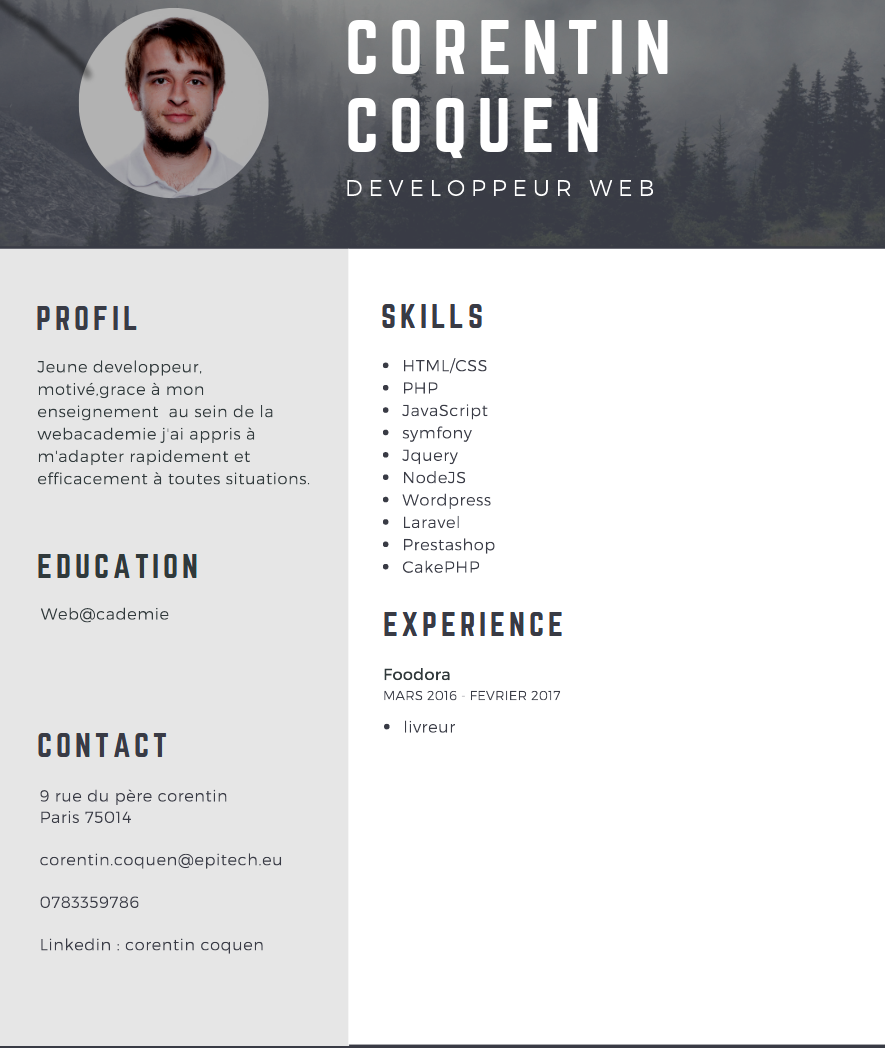 CORENTIN
COQUEN
DEVELOPPEUR WEB
PROFIL
Jeune developpeur,
motivé,grace à mon
enseignement  au sein de la
webacademie j'ai appris à
m'adapter rapidement et
efficacement à toutes situations.
EDUCATION
Web@cademie
CONTACT
9 rue du père corentin
Paris 75014
corentin.coquen@epitech.eu
0783359786
Linkedin : corentin coquen
SKILLS
• HTML/CSS
• PHP
• JavaScript
• symfony
• Jquery
• NodeJS
• Wordpress
• Laravel
• Prestashop
• CakePHP
EXPERIENCE
Foodora
MARS 2016 - FEVRIER 2017
• livreur